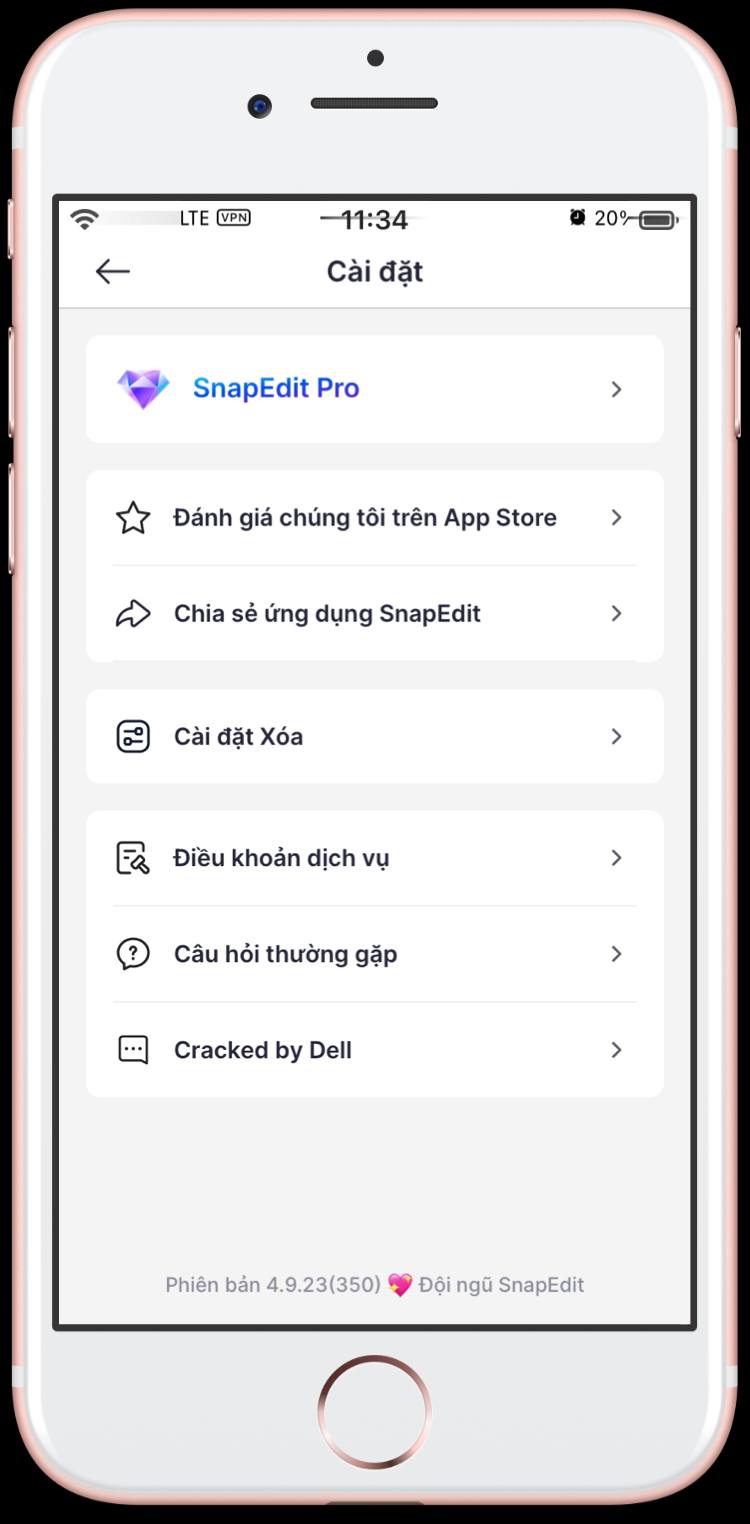 LTE VPN 11:34 20%
Cài đặt
SnapEdit Pro
Đánh giá chúng tôi trên App Store
Chia sẻ ứng dụng SnapEdit
Cài đặt Xóa
Điều khoản dịch vụ
Câu hỏi thường gặp
Cracked by Dell
Phiên bản 4.9.23(350) 💖 Đội ngũ SnapEdit